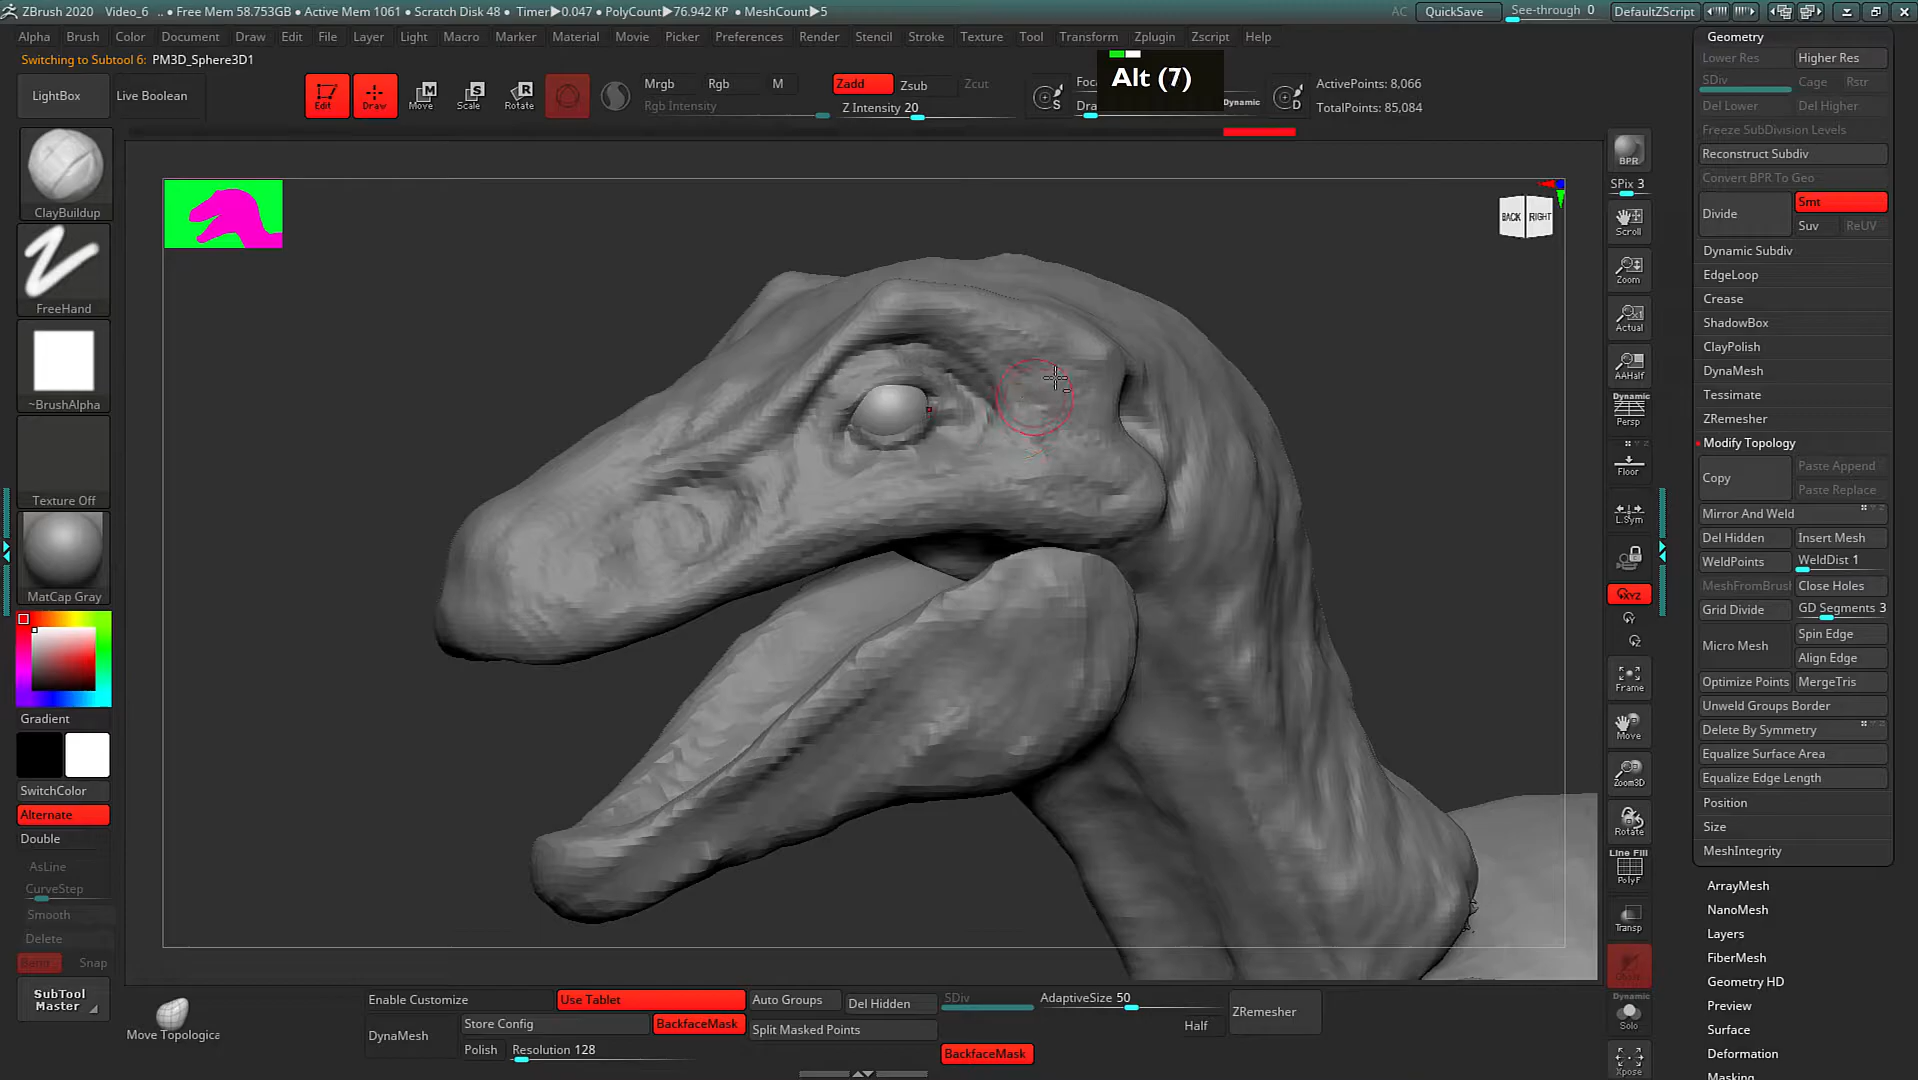 ZBrush 2020 Video_6 .. • Free Mem 58.753GB • Active Mem 1061 • Scratch Disk 48 • Timer▶0.047 • PolyCount▶76.942 KP • MeshCount▶5
AC QuickSave See-through 0 DefaultZScript
Alpha Brush Color Document Draw Edit File Layer Light Macro Marker Material Movie Picker Preferences Render Stencil Stroke Texture Tool Transform Zplugin Zscript Help
Switching to Subtool 6: PM3D_Sphere3D1
LightBox
Live Boolean
Edit
Draw
Move
Scale
Rotate
Mrgb Rgb M
Rgb Intensity
Zadd Zsub Zcut
Z Intensity 20
S
Foca
Dra
Alt (7)
Dynamic
D
ActivePoints: 8,066
TotalPoints: 85,084
ClayBuildup
FreeHand
~BrushAlpha
Texture Off
MatCap Gray
Gradient
SwitchColor
Alternate
Double
AsLine
CurveStep
Smooth
Delete
Snap
SubTool
Master
BACK RIGHT
BPR
SPix 3
Scroll
Zoom
Actual
AAHalf
Dynamic
Persp
Floor
L.Sym
XYZ
Frame
Move
Zoom3D
Rotate
Line Fill
PolyF
Transp
Dynamic
Solo
Xpose
Geometry
Lower Res Higher Res
SDiv Cage Rstr
Del Lower Del Higher
Freeze SubDivision Levels
Reconstruct Subdiv
Convert BPR To Geo
Divide
Smt
Suv ReUV
Dynamic Subdiv
EdgeLoop
Crease
ShadowBox
ClayPolish
DynaMesh
Tessimate
ZRemesher
Modify Topology
Copy
Paste Append
Paste Replace
Mirror And Weld
Del Hidden Insert Mesh
WeldPoints WeldDist 1
MeshFromBrush Close Holes
Grid Divide GD Segments 3
Micro Mesh
Spin Edge
Align Edge
Optimize Points MergeTris
Unweld Groups Border
Delete By Symmetry
Equalize Surface Area
Equalize Edge Length
Position
Size
MeshIntegrity
ArrayMesh
NanoMesh
Layers
FiberMesh
Geometry HD
Preview
Surface
Deformation
Masking
Move Topologica
Enable Customize
Use Tablet
Auto Groups
Del Hidden
SDiv
AdaptiveSize 50
ZRemesher
DynaMesh
Store Config
BackfaceMask
Split Masked Points
Half
Polish
Resolution 128
BackfaceMask